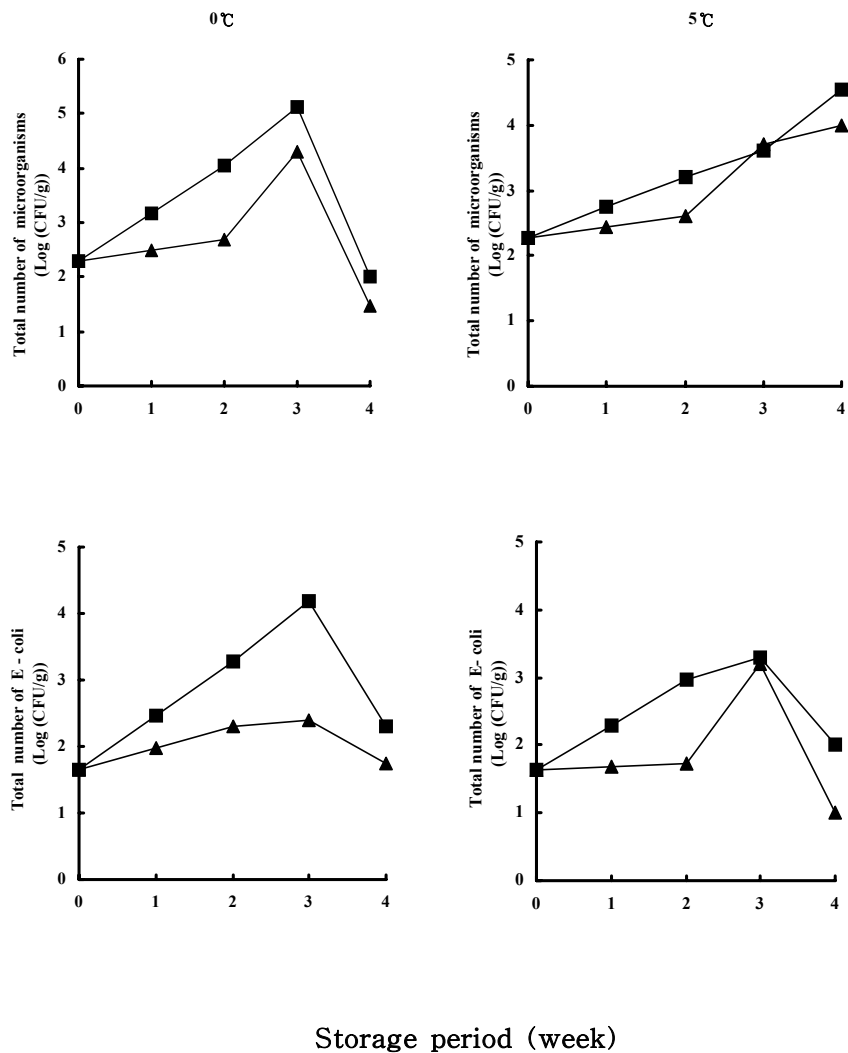 0℃
5℃
Total number of microorganisms
(Log (CFU/g))
6
5
4
3
2
1
0
0 1 2 3 4
Total number of microorganisms
(Log (CFU/g))
5
4
3
2
1
0
0 1 2 3 4
Total number of E - coli
(Log (CFU/g))
5
4
3
2
1
0
0 1 2 3 4
Total number of E- coli
(Log (CFU/g))
5
4
3
2
1
0
0 1 2 3 4
Storage period (week)